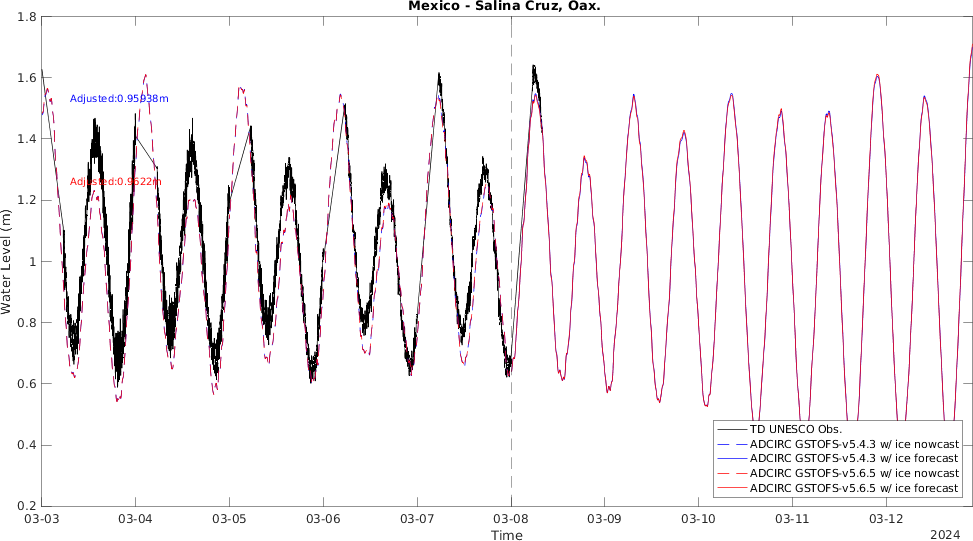 Mexico - Salina Cruz, Oax.
1.8
1.6
1.4
1.2
1
0.8
0.6
0.4
0.2
Water Level (m)
Adjusted:0.95938m
Adjusted:0.9622m
TD UNESCO Obs.
ADCIRC GSTOFS-v5.4.3 w/ ice nowcast
ADCIRC GSTOFS-v5.4.3 w/ ice forecast
ADCIRC GSTOFS-v5.6.5 w/ ice nowcast
ADCIRC GSTOFS-v5.6.5 w/ ice forecast
03-03 03-04 03-05 03-06 03-07 03-08 03-09 03-10 03-11 03-12
Time
2024